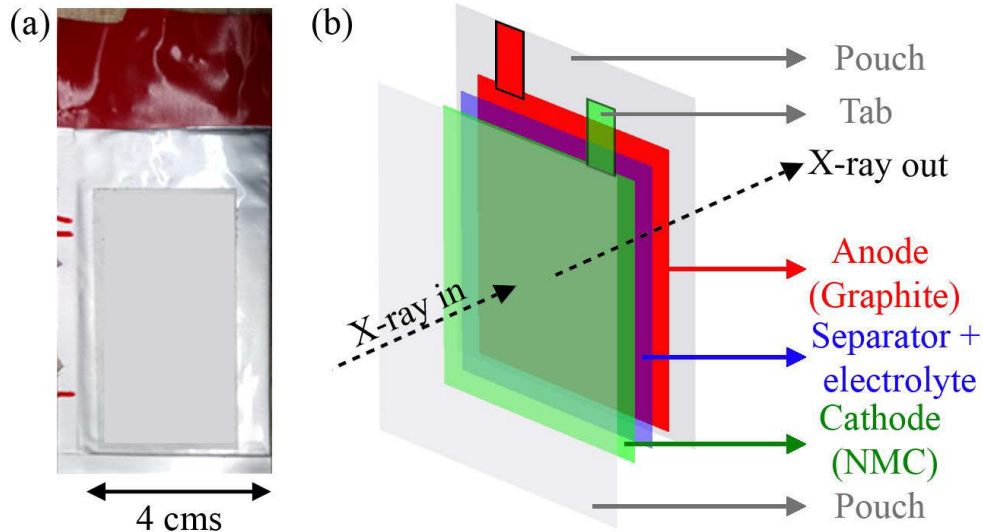 (a)
(b)
Pouch
Tab
X-ray out
X-ray in
Anode
(Graphite)
Separator +
electrolyte
Cathode
(NMC)
Pouch
4 cms